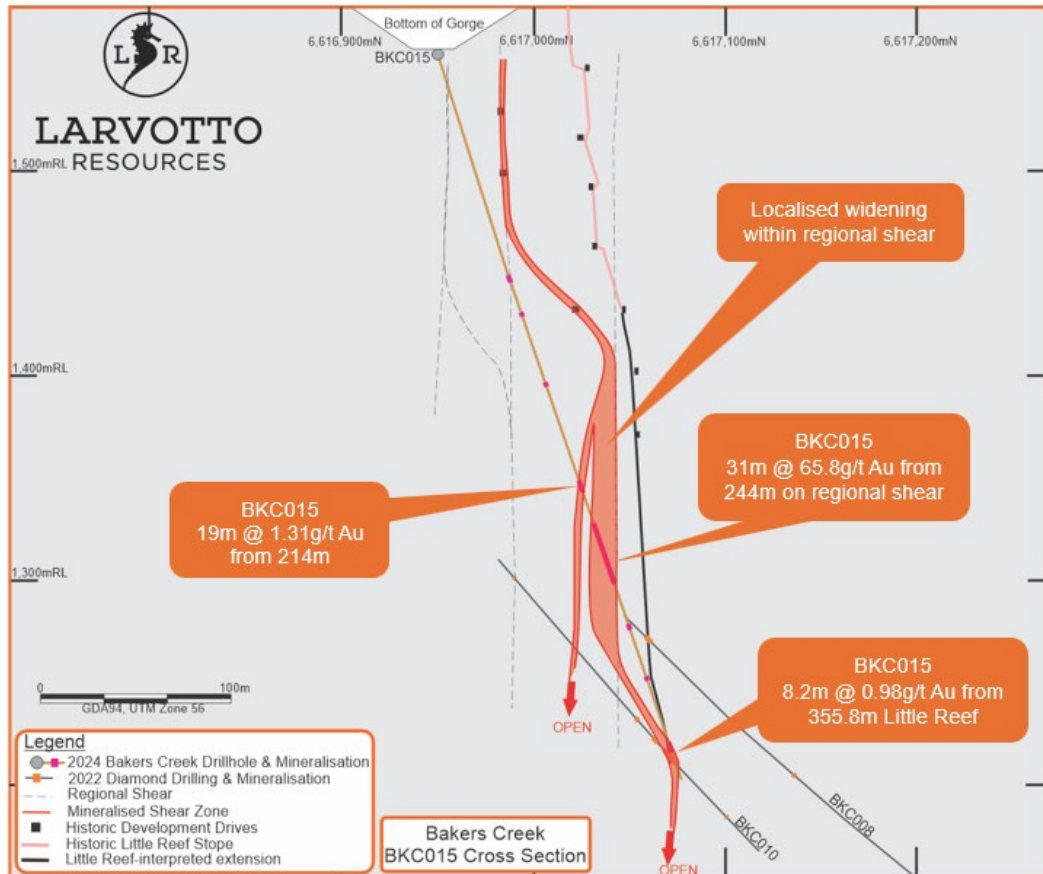 Bottom of Gorge
6,616,900mN
6,617,000mN
6,617,100mN
6,617,200mN
BKC015
L R
LARVOTTO
RESOURCES
1,500mRL
Localised widening
within regional shear
1,400mRL
BKC015
31m @ 65.8g/t Au from
244m on regional shear
BKC015
19m @ 1.31g/t Au
from 214m
1,300mRL
BKC015
8.2m @ 0.98g/t Au from
355.8m Little Reef
0 100m
GDA94, UTM Zone 56
OPEN
Legend
2024 Bakers Creek Drillhole & Mineralisation
2022 Diamond Drilling & Mineralisation
Regional Shear
Mineralised Shear Zone
Historic Development Drives
Historic Little Reef Stope
Little Reef-interpreted extension
Bakers Creek
BKC015 Cross Section
BKC008
BKC010
OPEN